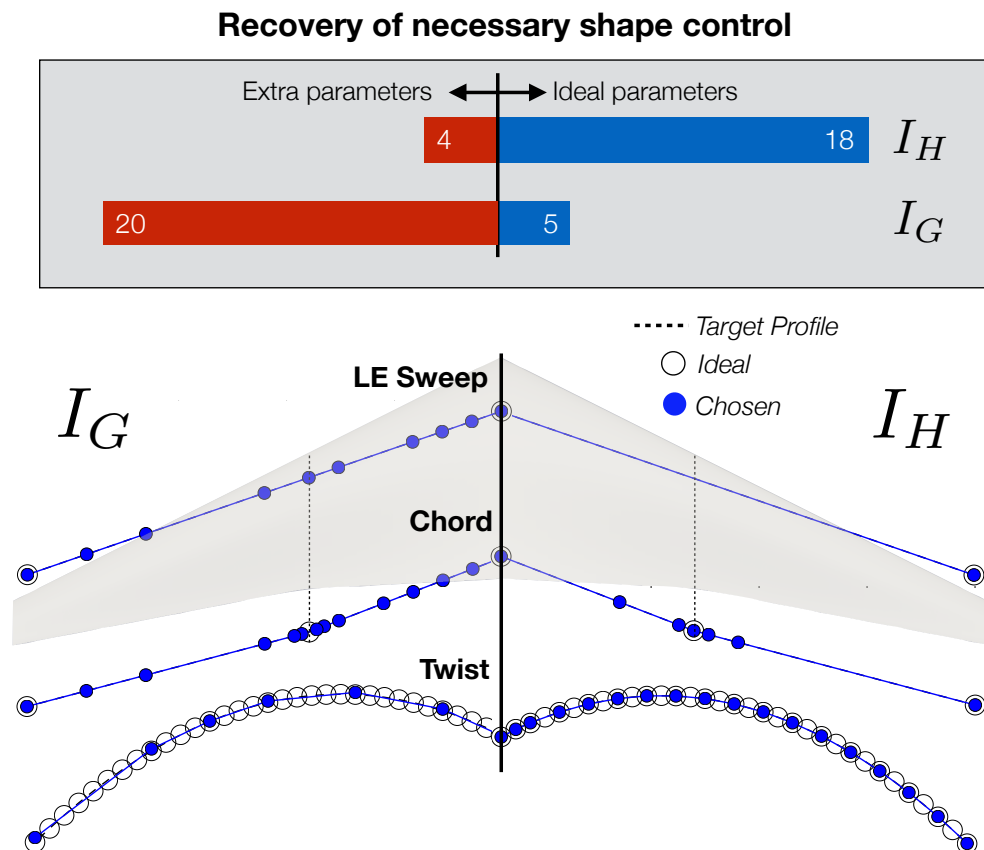 Recovery of necessary shape control
Extra parameters Ideal parameters
4 18 I_H
20 5 I_G
Target Profile
Ideal
Chosen
I_G LE Sweep I_H
Chord
Twist